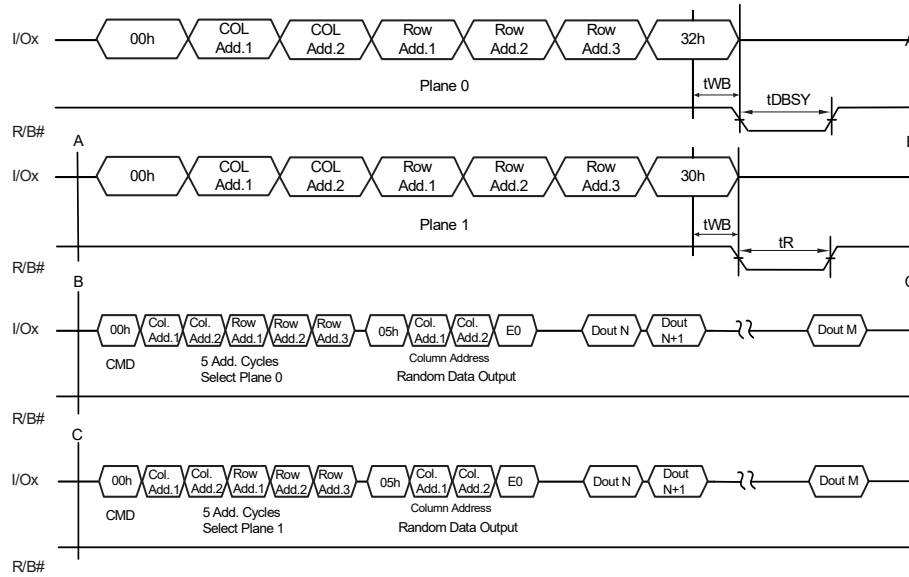 I/Ox 00h COL Add.1 COL Add.2 Row Add.1 Row Add.2 Row Add.3 32h A
Plane 0 tWB tDBSY
R/B#
A B
I/Ox 00h COL Add.1 COL Add.2 Row Add.1 Row Add.2 Row Add.3 30h
Plane 1 tWB tR
R/B#
B C
I/Ox 00h Col. Add.1 Col. Add.2 Row Add.1 Row Add.2 Row Add.3 05h Col. Add.1 Col. Add.2 E0 Dout N Dout N+1 Dout M
CMD 5 Add. Cycles Column Address
Select Plane 0 Random Data Output
R/B#
C
I/Ox 00h Col. Add.1 Col. Add.2 Row Add.1 Row Add.2 Row Add.3 05h Col. Add.1 Col. Add.2 E0 Dout N Dout N+1 Dout M
CMD 5 Add. Cycles Column Address
Select Plane 1 Random Data Output
R/B#